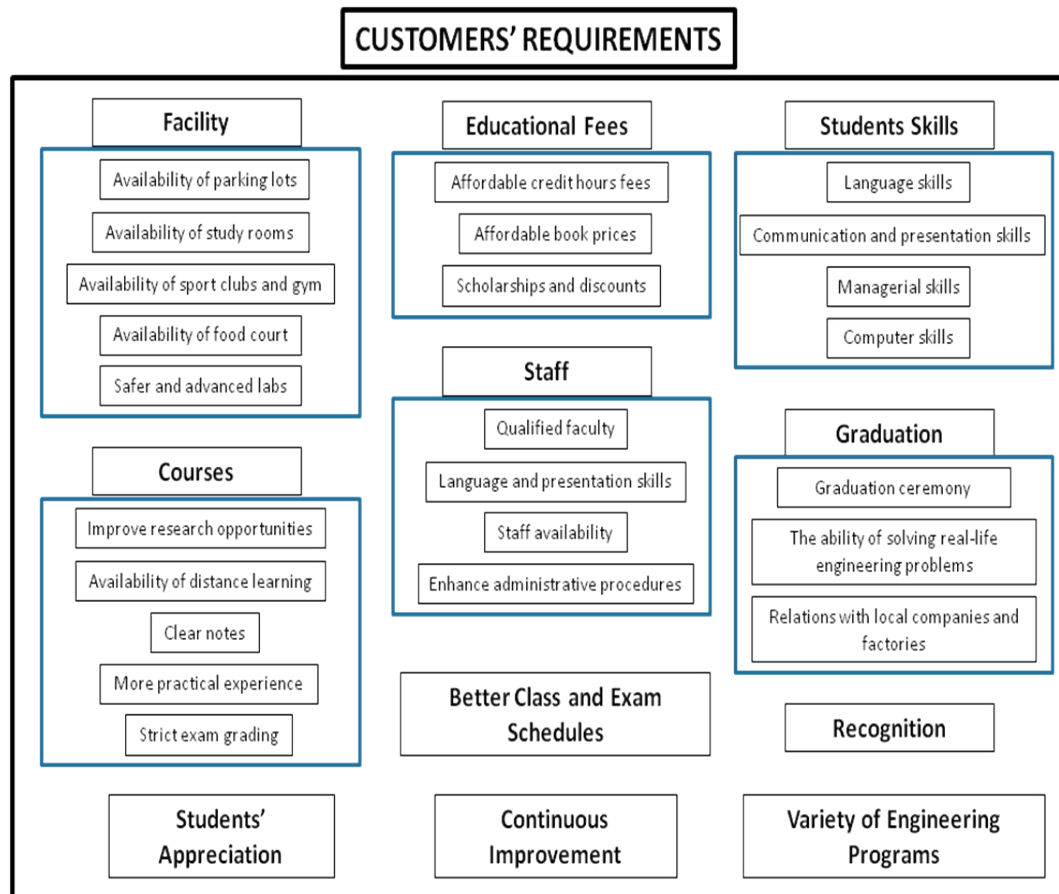 CUSTOMERS' REQUIREMENTS
Facility
Availability of parking lots
Availability of study rooms
Availability of sport clubs and gym
Availability of food court
Safer and advanced labs
Courses
Improve research opportunities
Availability of distance learning
Clear notes
More practical experience
Strict exam grading
Educational Fees
Affordable credit hours fees
Affordable book prices
Scholarships and discounts
Staff
Qualified faculty
Language and presentation skills
Staff availability
Enhance administrative procedures
Better Class and Exam
Schedules
Students Skills
Language skills
Communication and presentation skills
Managerial skills
Computer skills
Graduation
Graduation ceremony
The ability of solving real-life
engineering problems
Relations with local companies and
factories
Recognition
Students'
Appreciation
Continuous
Improvement
Variety of Engineering
Programs